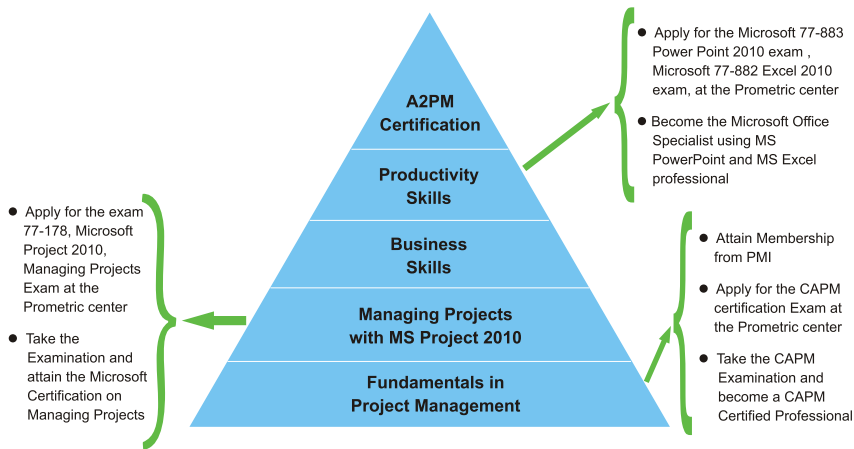 A2PM
Certification
Productivity
Skills
Business
Skills
Managing Projects
with MS Project 2010
Fundamentals in
Project Management
● Apply for the Microsoft 77-883
Power Point 2010 exam ,
Microsoft 77-882 Excel 2010
exam, at the Prometric center
● Become the Microsoft Office
Specialist using MS
PowerPoint and MS Excel
professional
● Apply for the exam
77-178, Microsoft
Project 2010,
Managing Projects
Exam at the
Prometric center
● Take the
Examination and
attain the Microsoft
Certification on
Managing Projects
● Attain Membership
from PMI
● Apply for the CAPM
certification Exam at
the Prometric center
● Take the CAPM
Examination and
become a CAPM
Certified Professional